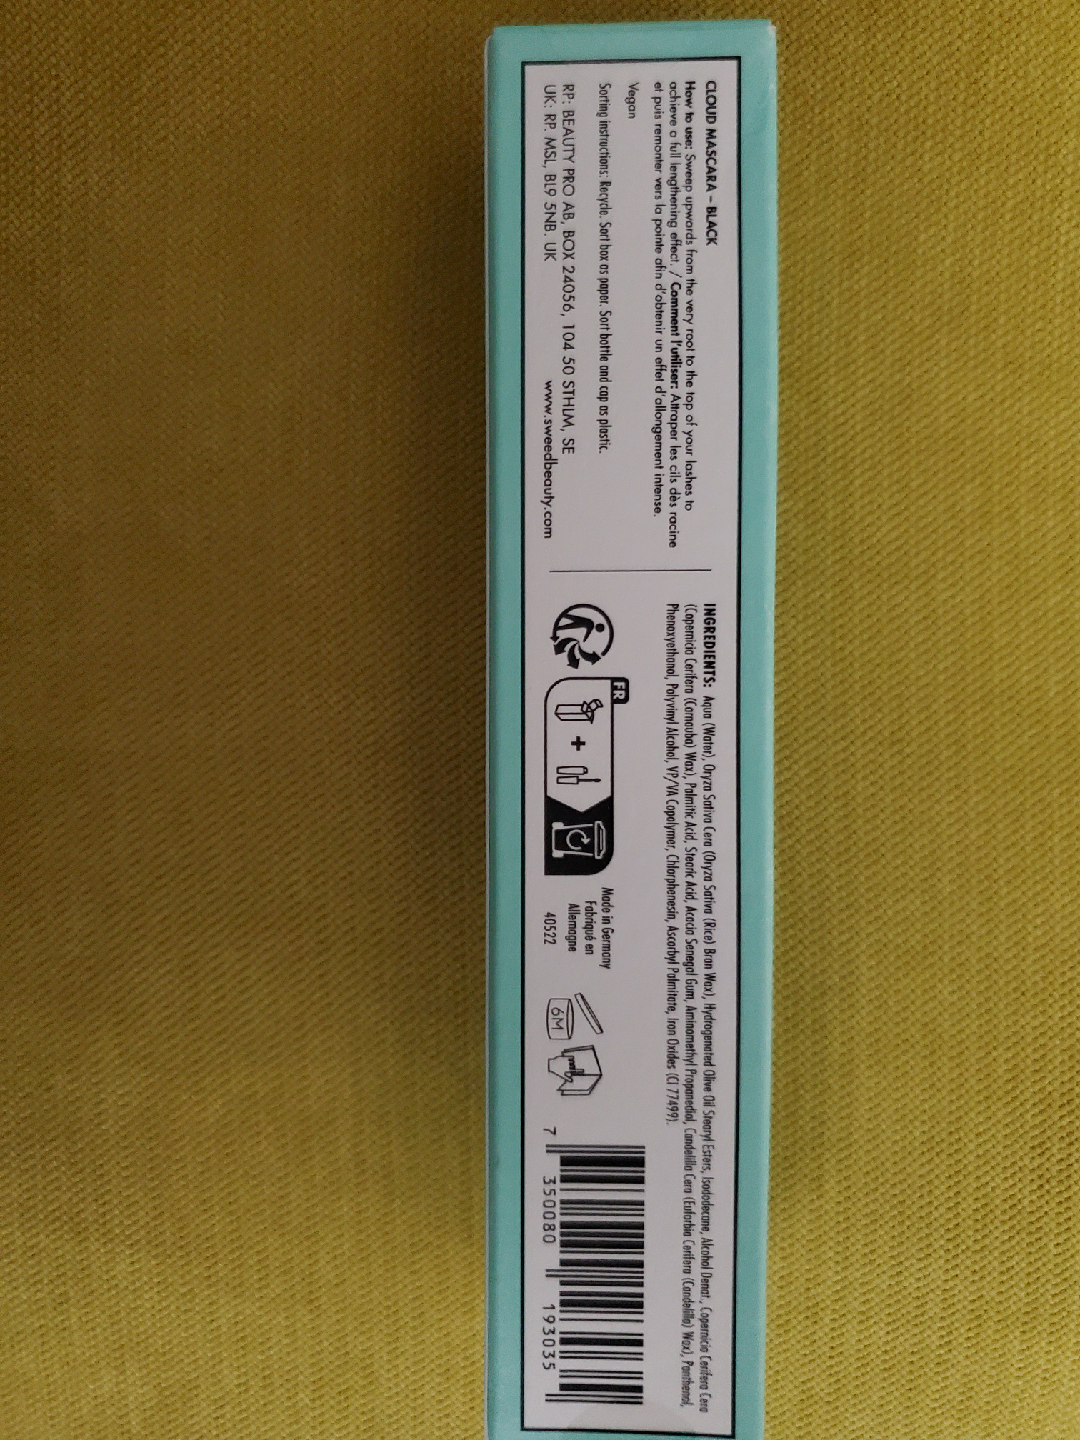 CLOUD MASCARA – BLACK
How to use: Sweep upwards from the very root to the top of your lashes to
achieve a full lengthening effect. / Comment l'utiliser: Attraper les cils dès racine
et puis remonter vers la pointe afin d'obtenir un effet d'allongement intense.
Vegan
Sorting instructions: Recycle. Sort box as paper. Sort bottle and cap as plastic.
RP: BEAUTY PRO AB, BOX 24056, 104 50 STHLM, SE
UK: RP. MSL, BL9 5NB. UK
www.sweedbeauty.com
INGREDIENTS: Aqua (Water), Oryza Sativa Cera (Oryza Sativa (Rice) Bran Wax), Hydrogenated Olive Oil Stearyl Esters, Isododecane, Alcohol Denat., Copernicia Cerifera Cera
(Copernicia Cerifera (Carnauba) Wax), Palmitic Acid, Stearic Acid, Acacia Senegal Gum, Aminomethyl Propanediol, Candelilla Cera (Euforbia Cerifera (Candelilla) Wax), Panthenol,
Phenoxyethanol, Polyvinyl Alcohol, VP/VA Copolymer, Chlorphenesin, Ascorbyl Palmitate, Iron Oxides (CI 77499).
FR
+
Made in Germany
Fabriqué en
Allemagne
40522
6M
7 350080 193035